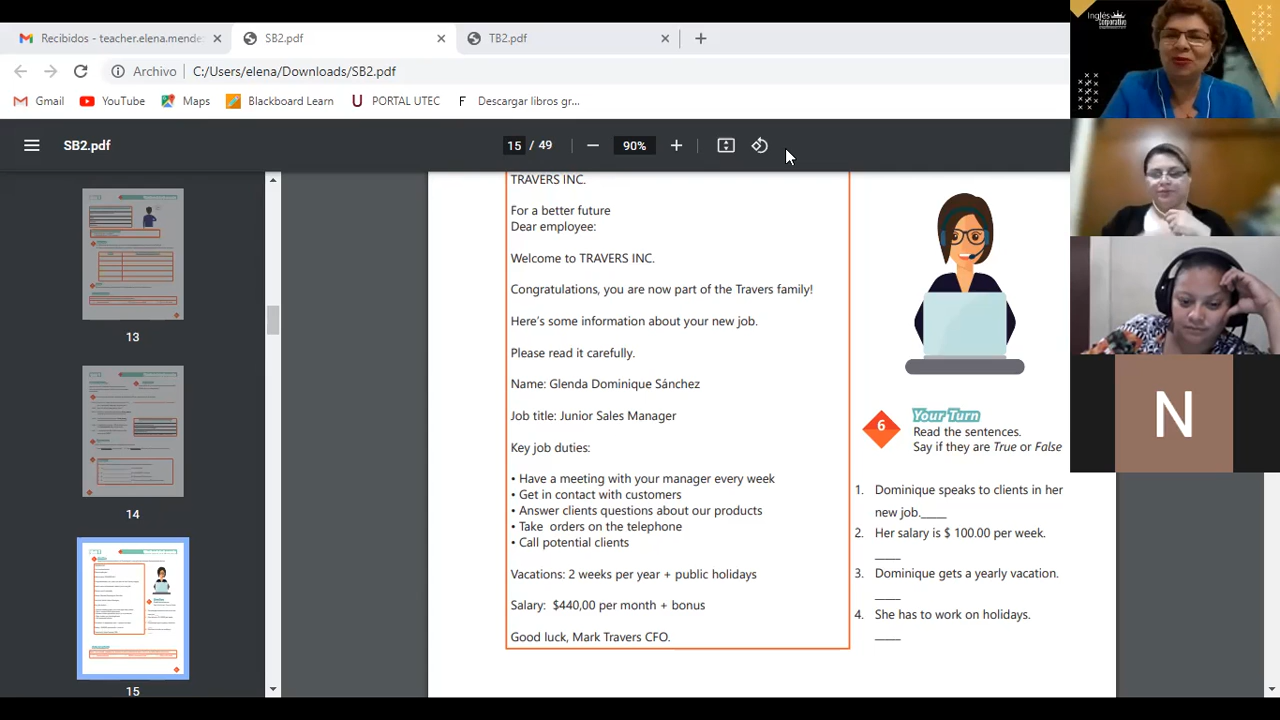 Recibidos - teacher.elena.mende
SB2.pdf
TB2.pdf
Archivo C:/Users/elena/Downloads/SB2.pdf
Gmail YouTube Maps Blackboard Learn PORTAL UTEC Descargar libros gr...
SB2.pdf 15 / 49 90%
13
14
15
TRAVERS INC.
For a better future
Dear employee:
Welcome to TRAVERS INC.
Congratulations, you are now part of the Travers family!
Here's some information about your new job.
Please read it carefully.
Name: Glenda Dominique Sánchez
Job title: Junior Sales Manager
Key job duties:
• Have a meeting with your manager every week
• Get in contact with customers
• Answer clients questions about our products
• Take orders on the telephone
• Call potential clients
Vacations: 2 weeks per year + public holidays
Salary: $440,00 per month + bonus
Good luck, Mark Travers CFO.
6 Your Turn
Read the sentences.
Say if they are True or False
1. Dominique speaks to clients in her
new job.____
2. Her salary is $ 100.00 per week.
____
3. Dominique gets a yearly vacation.
____
4. She has to work on holidays.
____
Inglés
Corporativo
N